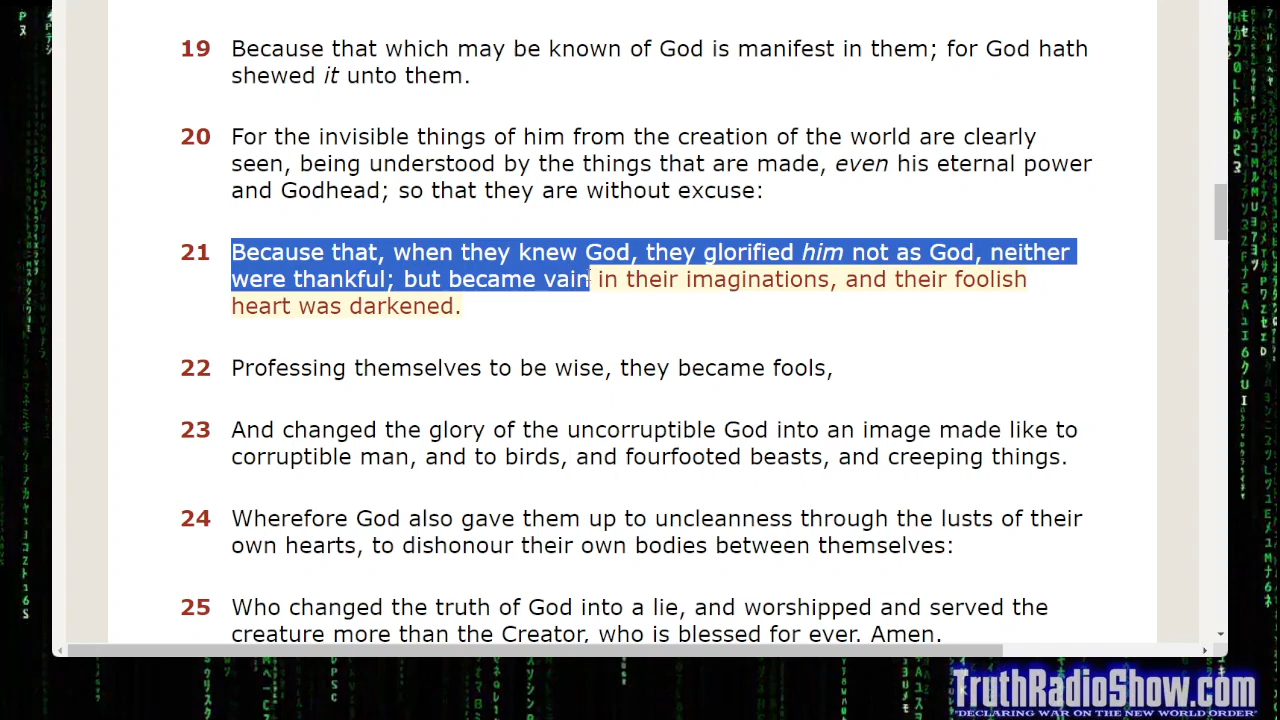 19 Because that which may be known of God is manifest in them; for God hath
shewed it unto them.
20 For the invisible things of him from the creation of the world are clearly
seen, being understood by the things that are made, even his eternal power
and Godhead; so that they are without excuse:
21 Because that, when they knew God, they glorified him not as God, neither
were thankful; but became vain in their imaginations, and their foolish
heart was darkened.
22 Professing themselves to be wise, they became fools,
23 And changed the glory of the uncorruptible God into an image made like to
corruptible man, and to birds, and fourfooted beasts, and creeping things.
24 Wherefore God also gave them up to uncleanness through the lusts of their
own hearts, to dishonour their own bodies between themselves:
25 Who changed the truth of God into a lie, and worshipped and served the
creature more than the Creator, who is blessed for ever. Amen.
TruthRadioShow.com
"DECLARING WAR ON THE NEW WORLD ORDER"